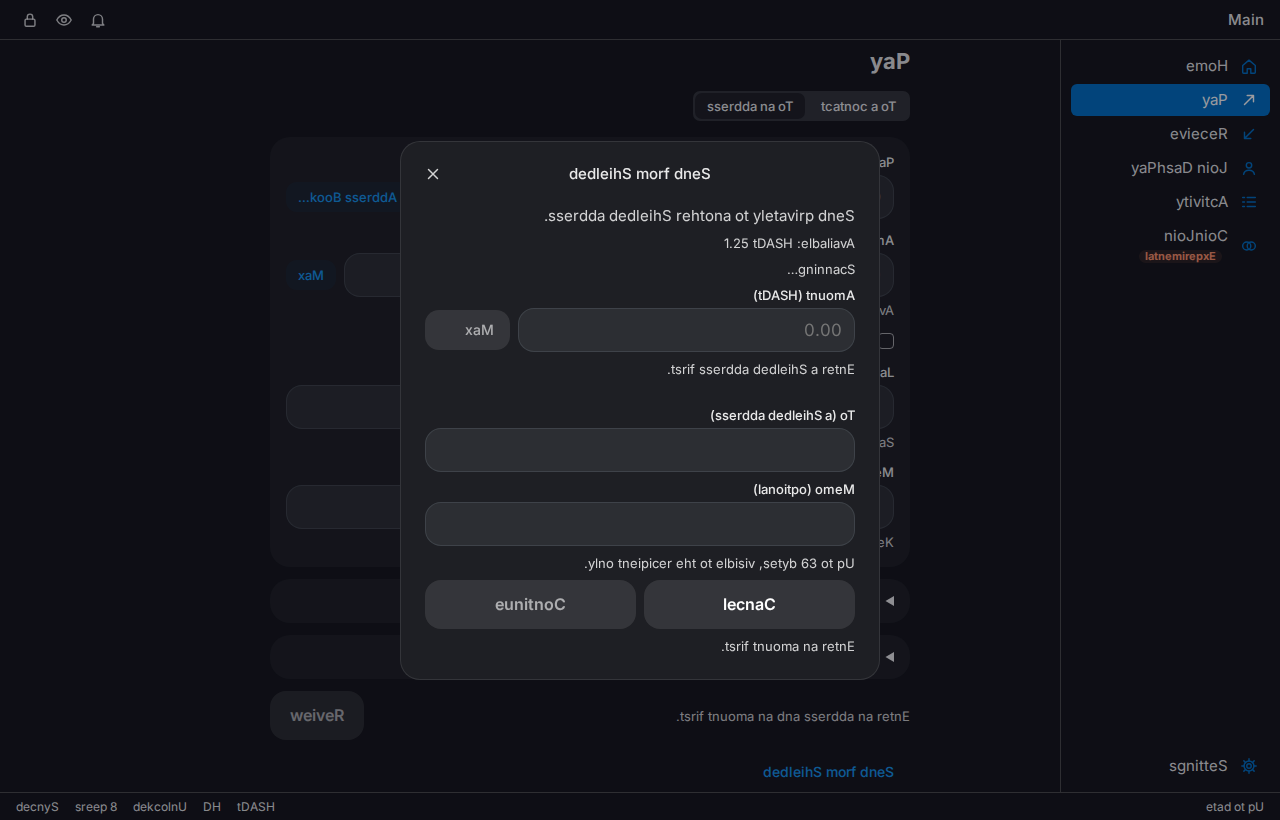 Main
emoH
yaP
evieceR
yaPhsaD nioJ
ytivitcA
nioJnioC
latnemirepxE
sgnitteS
yaP
sserdda na oT
tcatnoc a oT
...kooB sserddA
xaM
dedleihS morf dneS
.sserdda dedleihS rehtona ot yletavirp dneS
1.25 tDASH :elbaliavA
...gninnacS
(tDASH) tnuomA
0.00
xaM
.tsrif sserdda dedleihS a retnE
(sserdda dedleihS a) oT
(lanoitpo) omeM
.ylno tneipicer eht ot elbisiv ,setyb 63 ot pU
eunitnoC
lecnaC
.tsrif tnuoma na retnE
weiveR
.tsrif tnuoma na dna sserdda na retnE
dedleihS morf dneS
decnyS
sreep 8
dekcolnU
DH
tDASH
etad ot pU